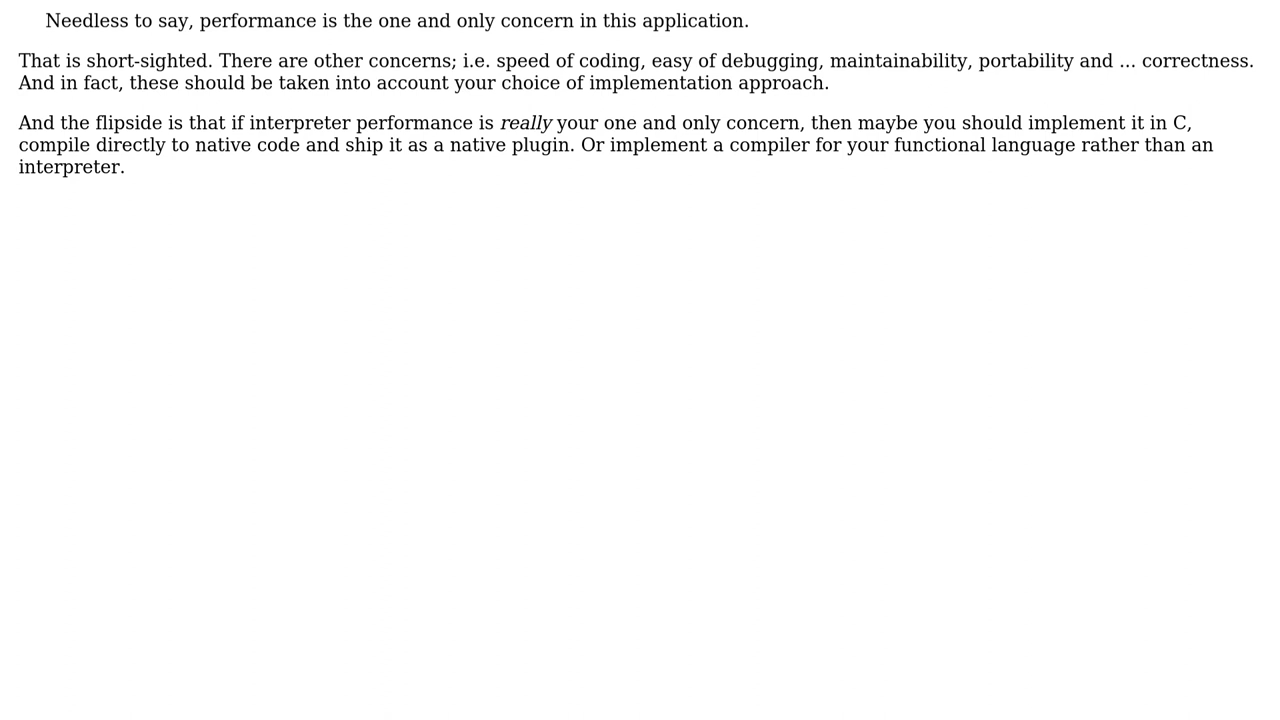 Needless to say, performance is the one and only concern in this application.
That is short-sighted. There are other concerns; i.e. speed of coding, easy of debugging, maintainability, portability and ... correctness.
And in fact, these should be taken into account your choice of implementation approach.
And the flipside is that if interpreter performance is really your one and only concern, then maybe you should implement it in C,
compile directly to native code and ship it as a native plugin. Or implement a compiler for your functional language rather than an
interpreter.